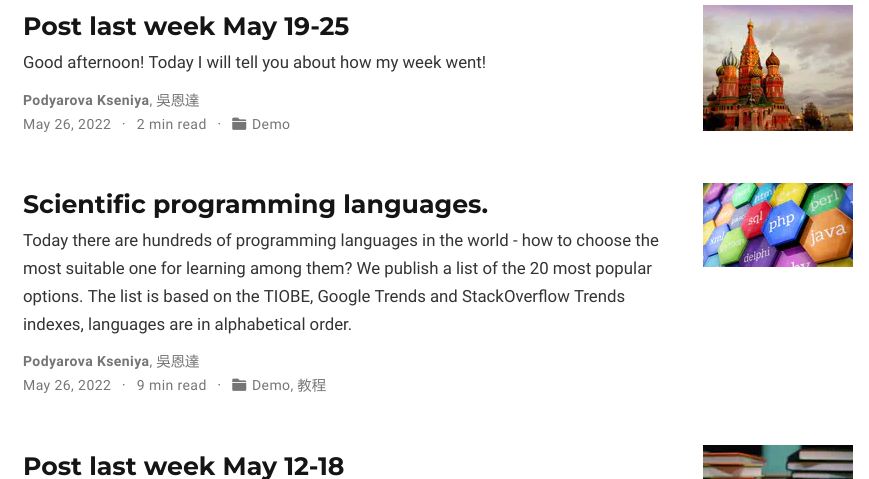 Post last week May 19-25
Good afternoon! Today I will tell you about how my week went!
Podyarova Kseniya, 吳恩達
May 26, 2022 · 2 min read · Demo
Scientific programming languages.
Today there are hundreds of programming languages in the world - how to choose the
most suitable one for learning among them? We publish a list of the 20 most popular
options. The list is based on the TIOBE, Google Trends and StackOverflow Trends
indexes, languages are in alphabetical order.
sql
php
perl
java
delphi
Podyarova Kseniya, 吳恩達
May 26, 2022 · 9 min read · Demo, 教程
Post last week May 12-18